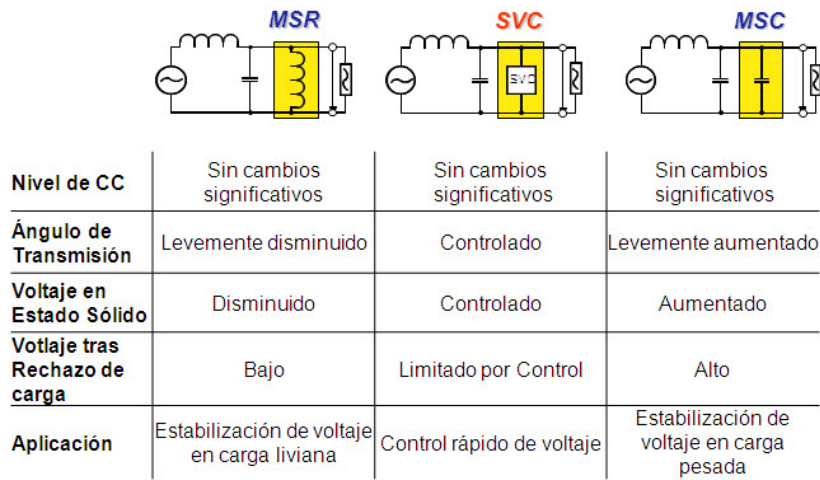 MSR SVC MSC
SVC
Nivel de CC
Sin cambios
significativos
Sin cambios
significativos
Sin cambios
significativos
Ángulo de
Transmisión
Levemente disminuido
Controlado
Levemente aumentado
Voltaje en
Estado Sólido
Disminuido
Controlado
Aumentado
Votlaje tras
Rechazo de
carga
Bajo
Limitado por Control
Alto
Aplicación
Estabilización de voltaje
en carga liviana
Control rápido de voltaje
Estabilización de
voltaje en carga
pesada